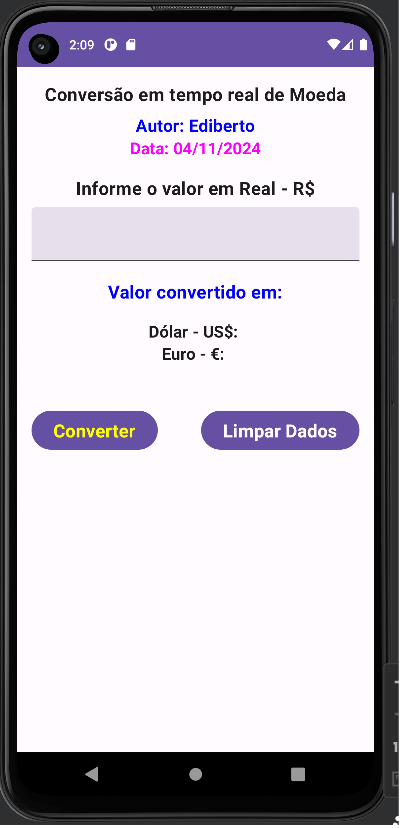 2:09
Conversão em tempo real de Moeda
Autor: Ediberto
Data: 04/11/2024
Informe o valor em Real - R$
Valor convertido em:
Dólar - US$:
Euro - €:
Converter
Limpar Dados